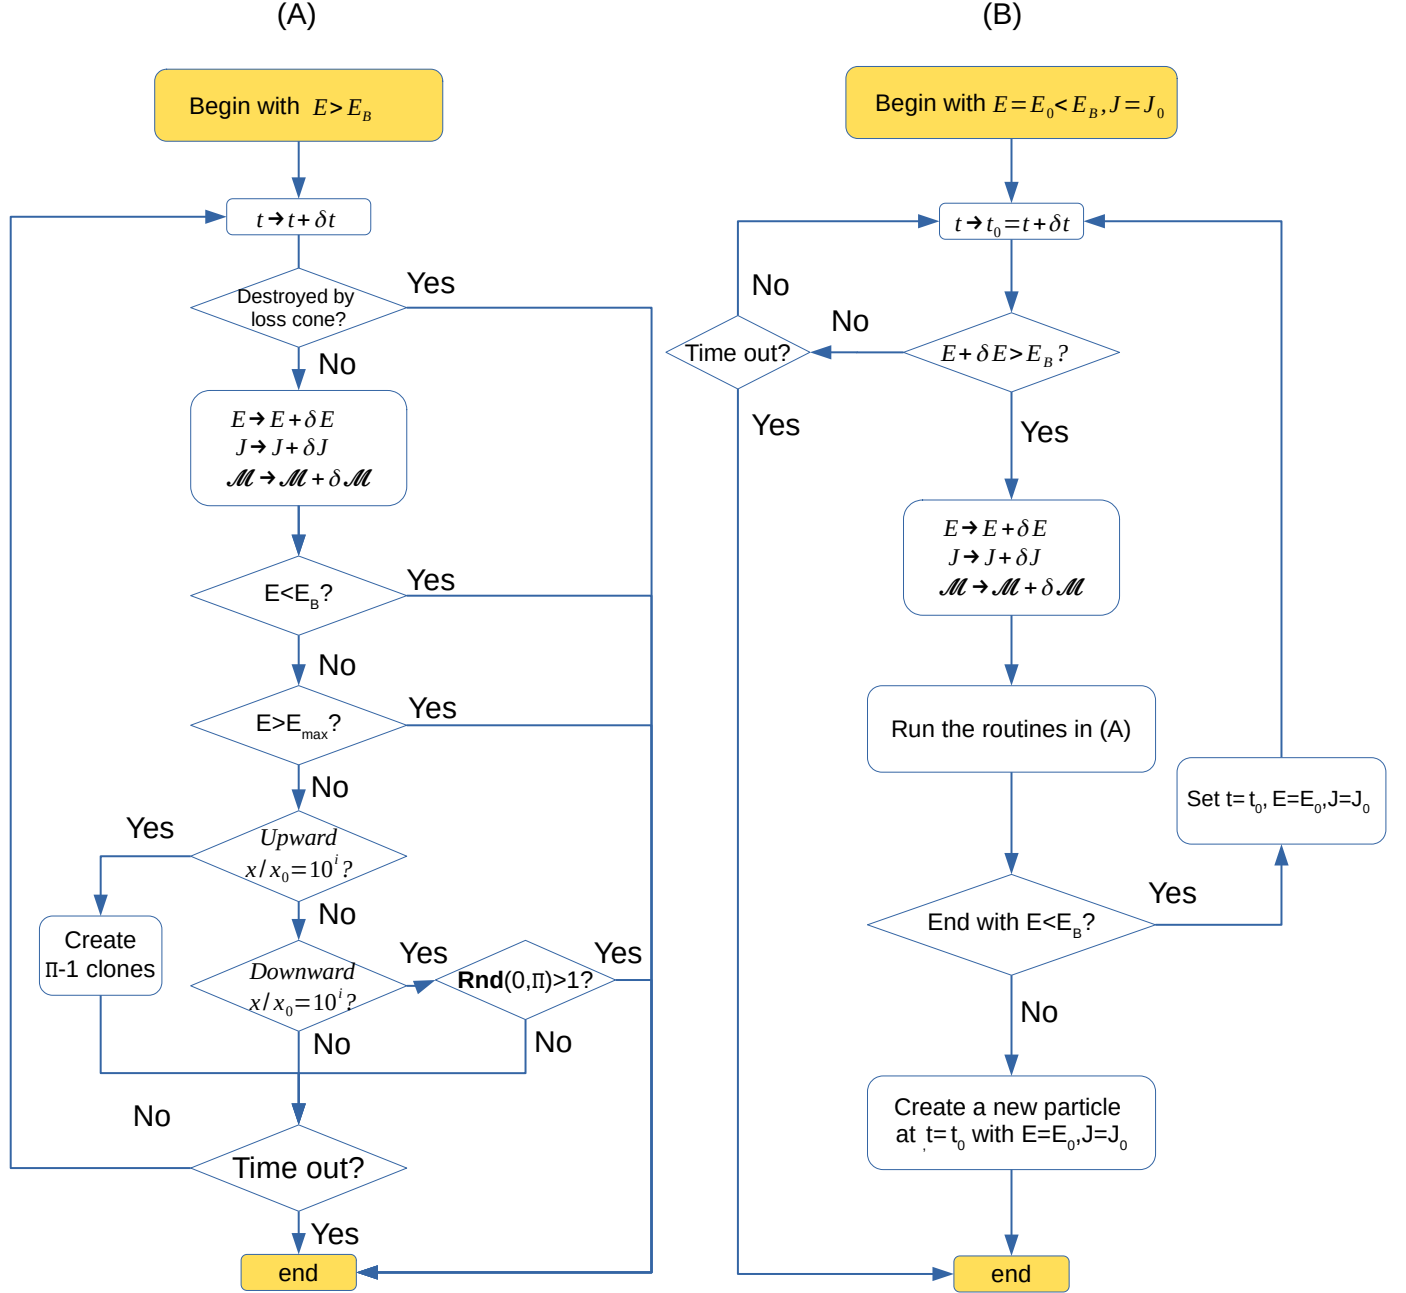 (A)
Begin with E>E_B
t→t+δt
Destroyed by
loss cone?
Yes
No
E→E+δE
J→J+δJ
ℳ→ℳ+δℳ
E<E_B?
Yes
No
E>E_max?
Yes
No
Upward
x/x_0=10^i?
Yes
No
Create
π-1 clones
Downward
x/x_0=10^i?
Yes
No
Rnd(0,π)>1?
Yes
No
No
Time out?
Yes
end
(B)
Begin with E=E_0<E_B,J=J_0
t→t_0=t+δt
No
Time out?
No
E+δE>E_B?
Yes
Yes
E→E+δE
J→J+δJ
ℳ→ℳ+δℳ
Run the routines in (A)
Set t=t_0,E=E_0,J=J_0
End with E<E_B?
Yes
No
Create a new particle
at ,t=t_0 with E=E_0,J=J_0
end